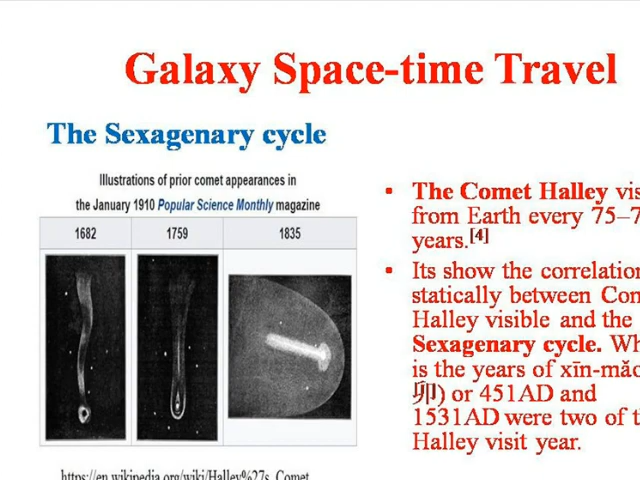 Galaxy Space-time Travel
The Sexagenary cycle
Illustrations of prior comet appearances in
the January 1910 Popular Science Monthly magazine
1682 1759 1835
https://en.wikipedia.org/wiki/Halley%27s_Comet
• The Comet Halley vis
from Earth every 75–7
years.[4]
• Its show the correlation
statically between Com
Halley visible and the
Sexagenary cycle. Wh
is the years of xīn-mǎo
卯) or 451AD and
1531AD were two of t
Halley visit year.